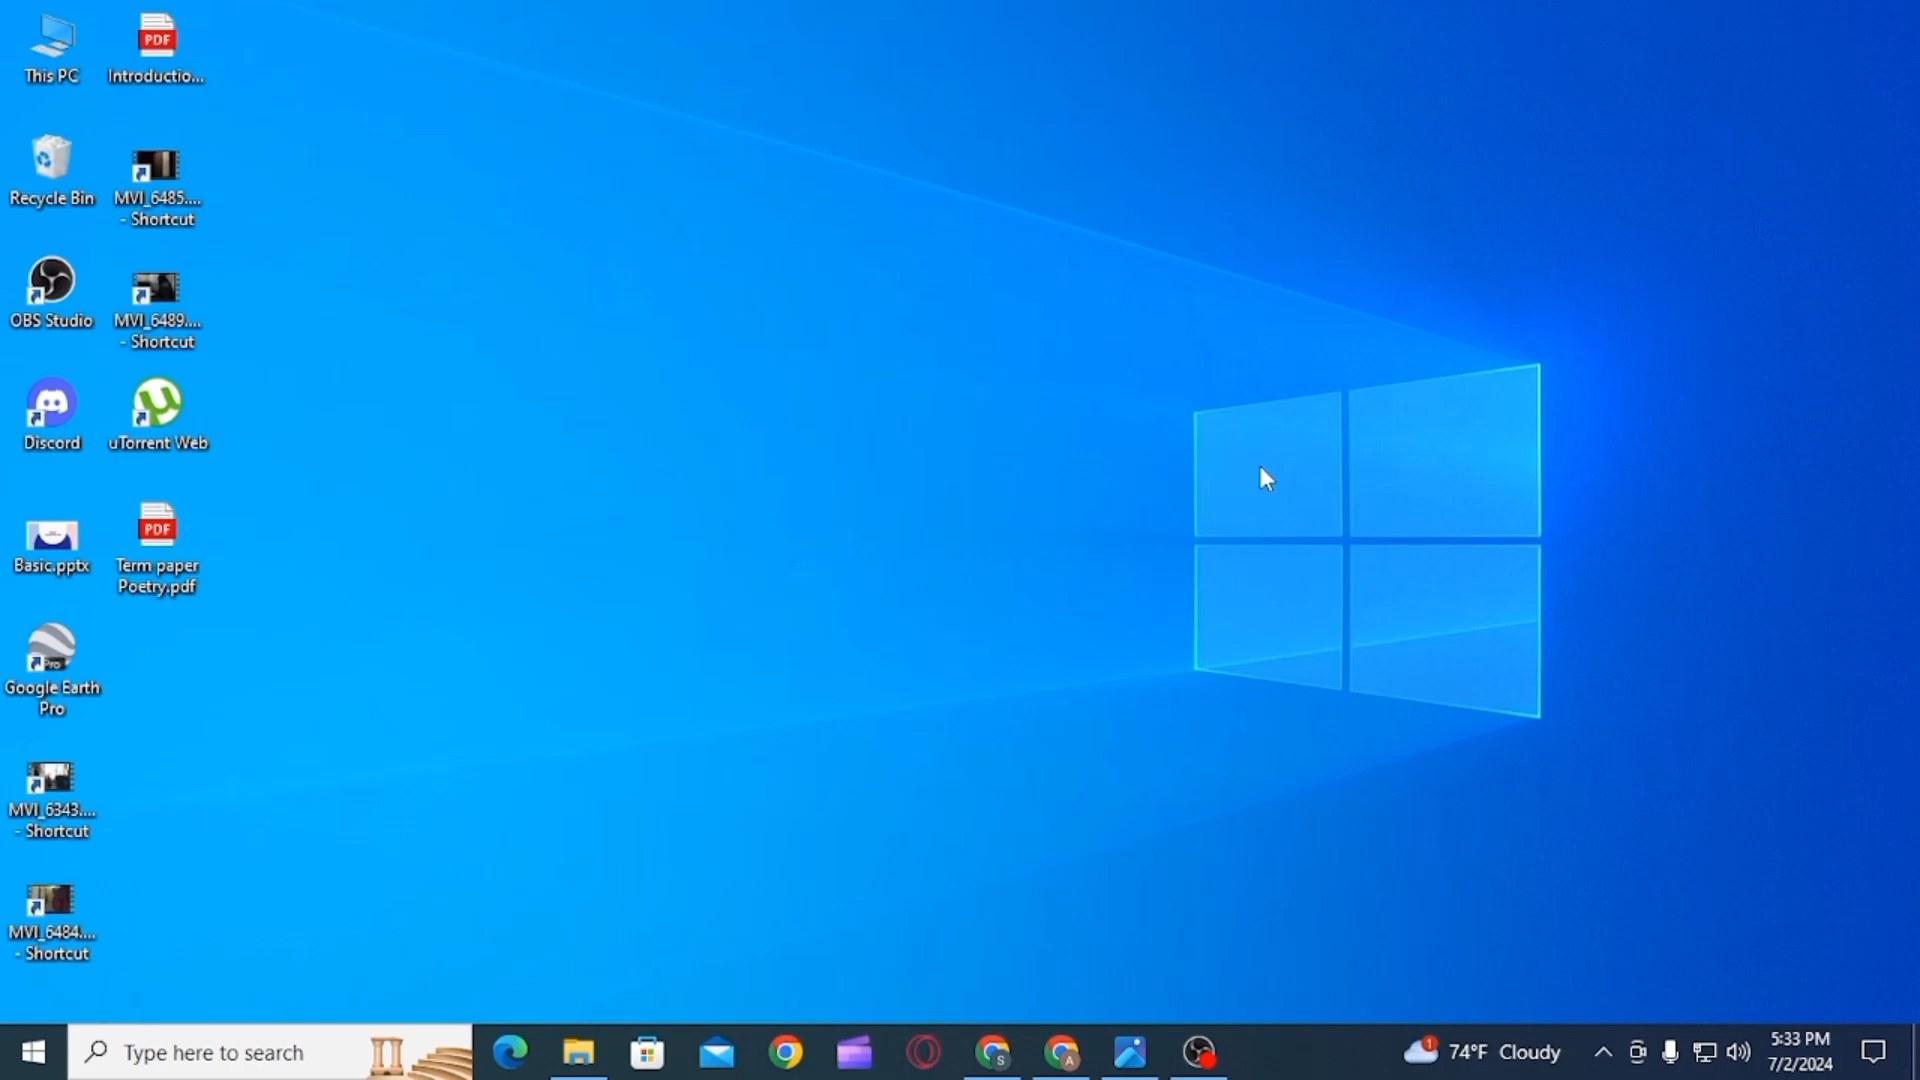 This PC
PDF
Introductio...
Recycle Bin
MVI_6485....
- Shortcut
OBS Studio
MVI_6489....
- Shortcut
Discord
uTorrent Web
Basic.pptx
PDF
Term paper
Poetry.pdf
Pro
Google Earth
Pro
MVI_6343....
- Shortcut
MVI_6484....
- Shortcut
Type here to search
S
A
1
74°F Cloudy
5:33 PM
7/2/2024